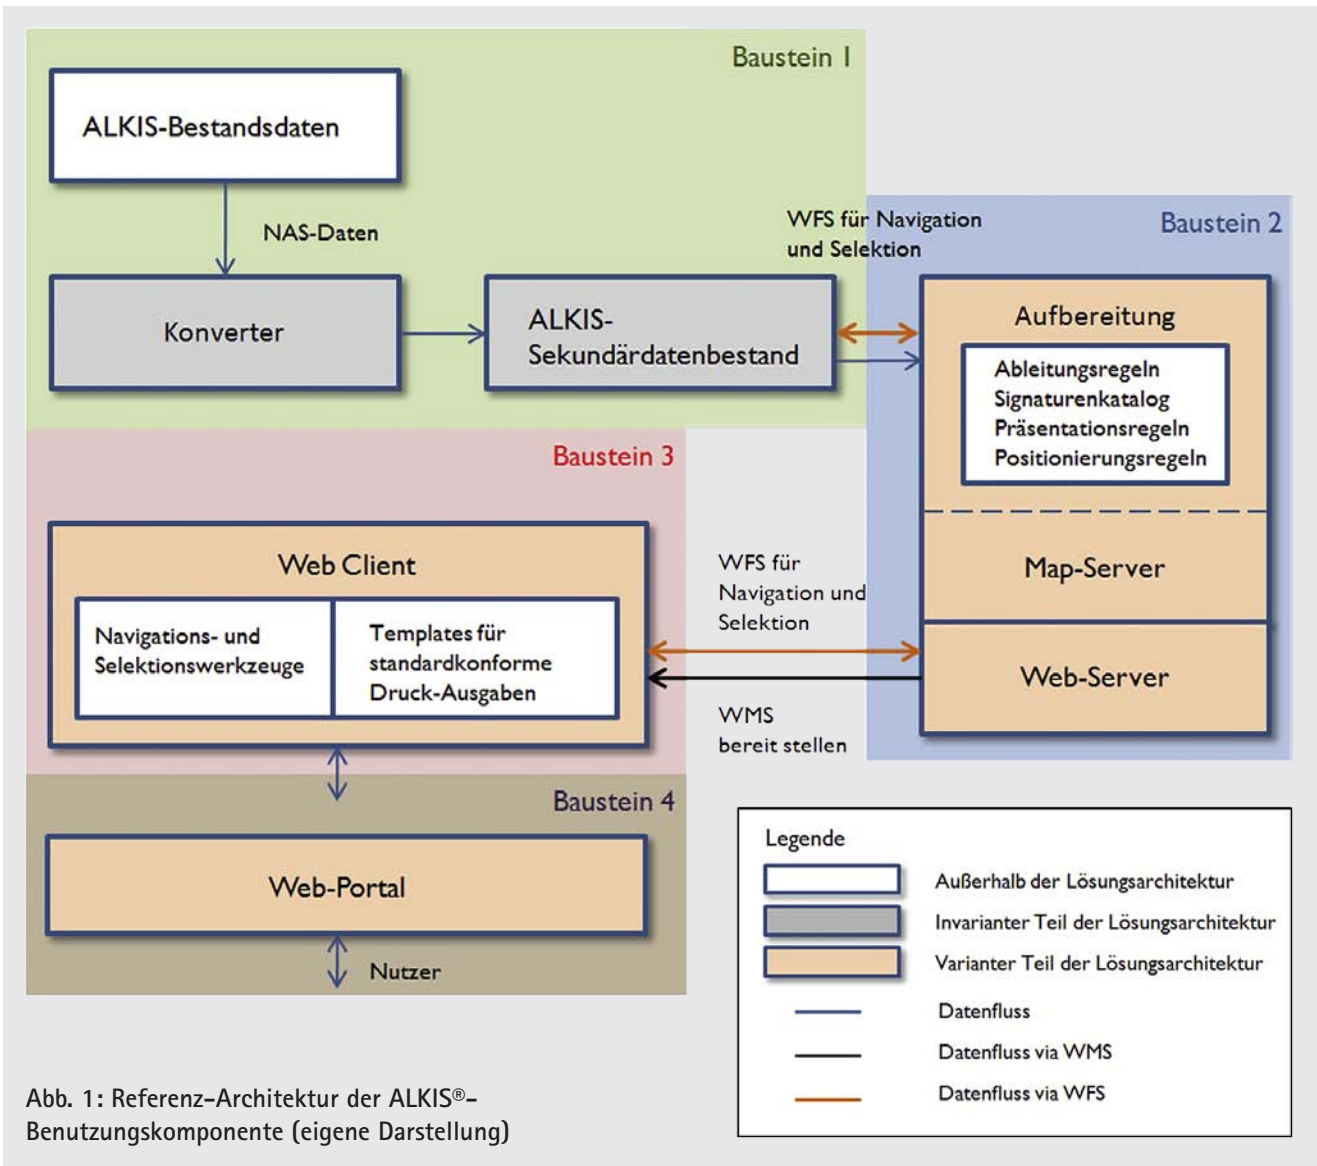 Baustein 1
ALKIS-Bestandsdaten
NAS-Daten
Konverter
ALKIS-
Sekundärdatenbestand
WFS für Navigation
und Selektion
Baustein 2
Aufbereitung
Ableitungsregeln
Signaturenkatalog
Präsentationsregeln
Positionierungsregeln
Map-Server
Web-Server
Baustein 3
Web Client
Navigations- und
Selektionswerkzeuge
Templates für
standardkonforme
Druck-Ausgaben
WFS für
Navigation und
Selektion
WMS
bereit stellen
Baustein 4
Web-Portal
Nutzer
Legende
Außerhalb der Lösungsarchitektur
Invarianter Teil der Lösungsarchitektur
Varianter Teil der Lösungsarchitektur
Datenfluss
Datenfluss via WMS
Datenfluss via WFS
Abb. 1: Referenz-Architektur der ALKIS®-
Benutzungskomponente (eigene Darstellung)